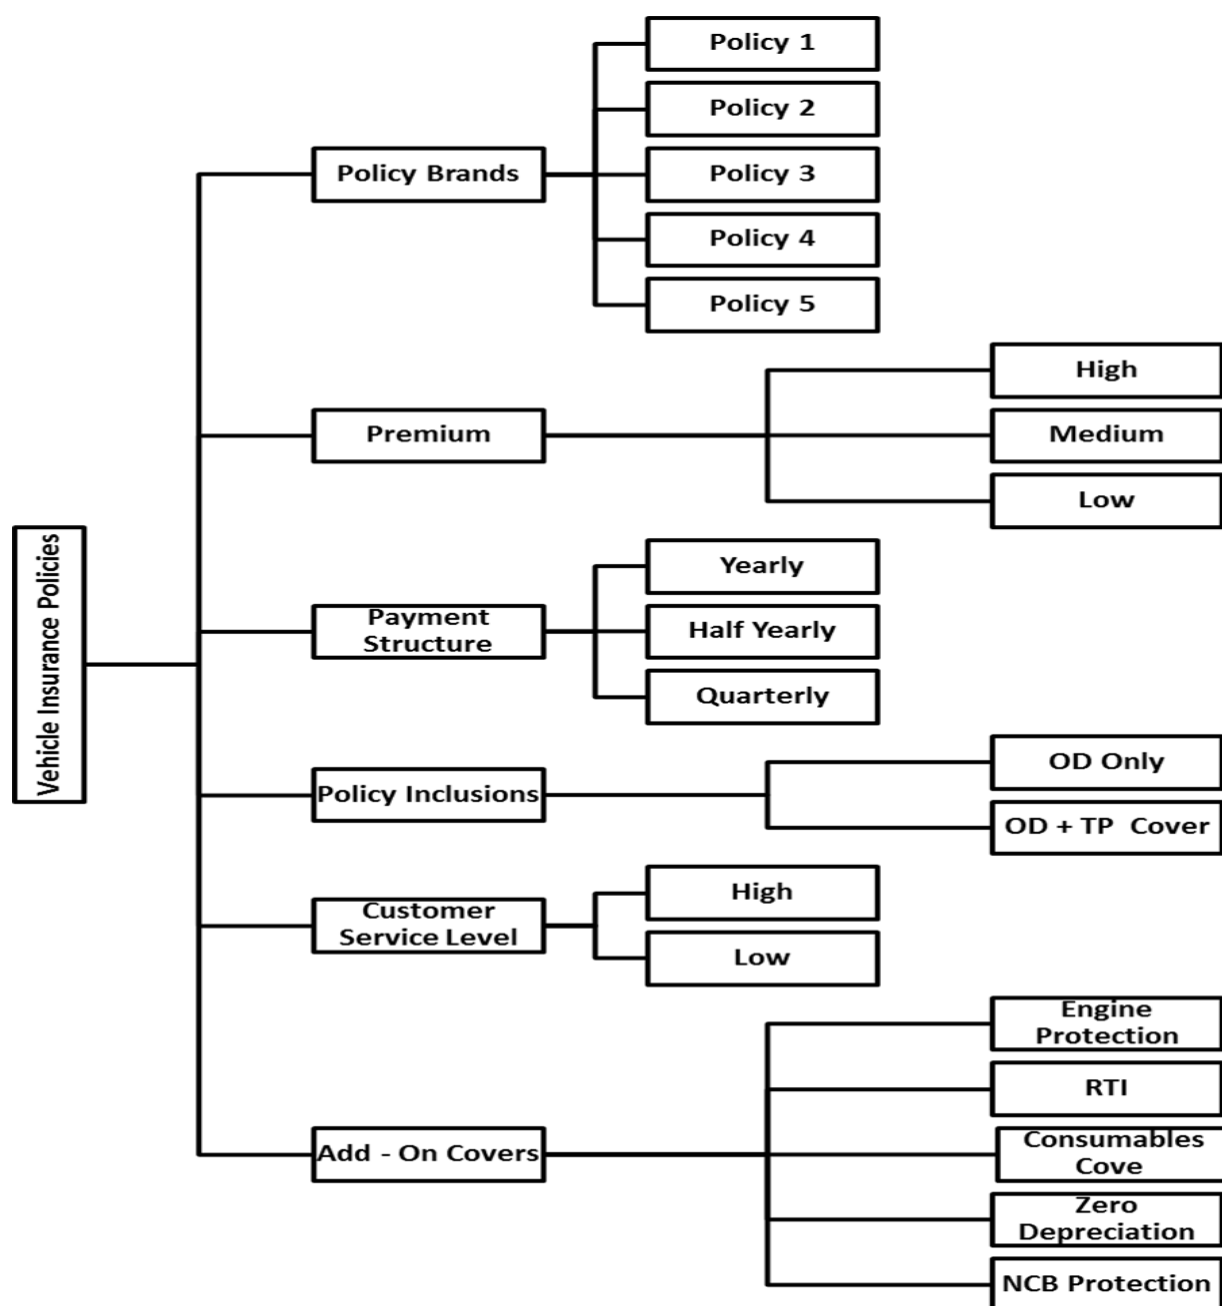 Vehicle Insurance Policies
Policy Brands
Policy 1
Policy 2
Policy 3
Policy 4
Policy 5
Premium
High
Medium
Low
Payment
Structure
Yearly
Half Yearly
Quarterly
Policy Inclusions
OD Only
OD + TP Cover
Customer
Service Level
High
Low
Add - On Covers
Engine
Protection
RTI
Consumables
Cove
Zero
Depreciation
NCB Protection